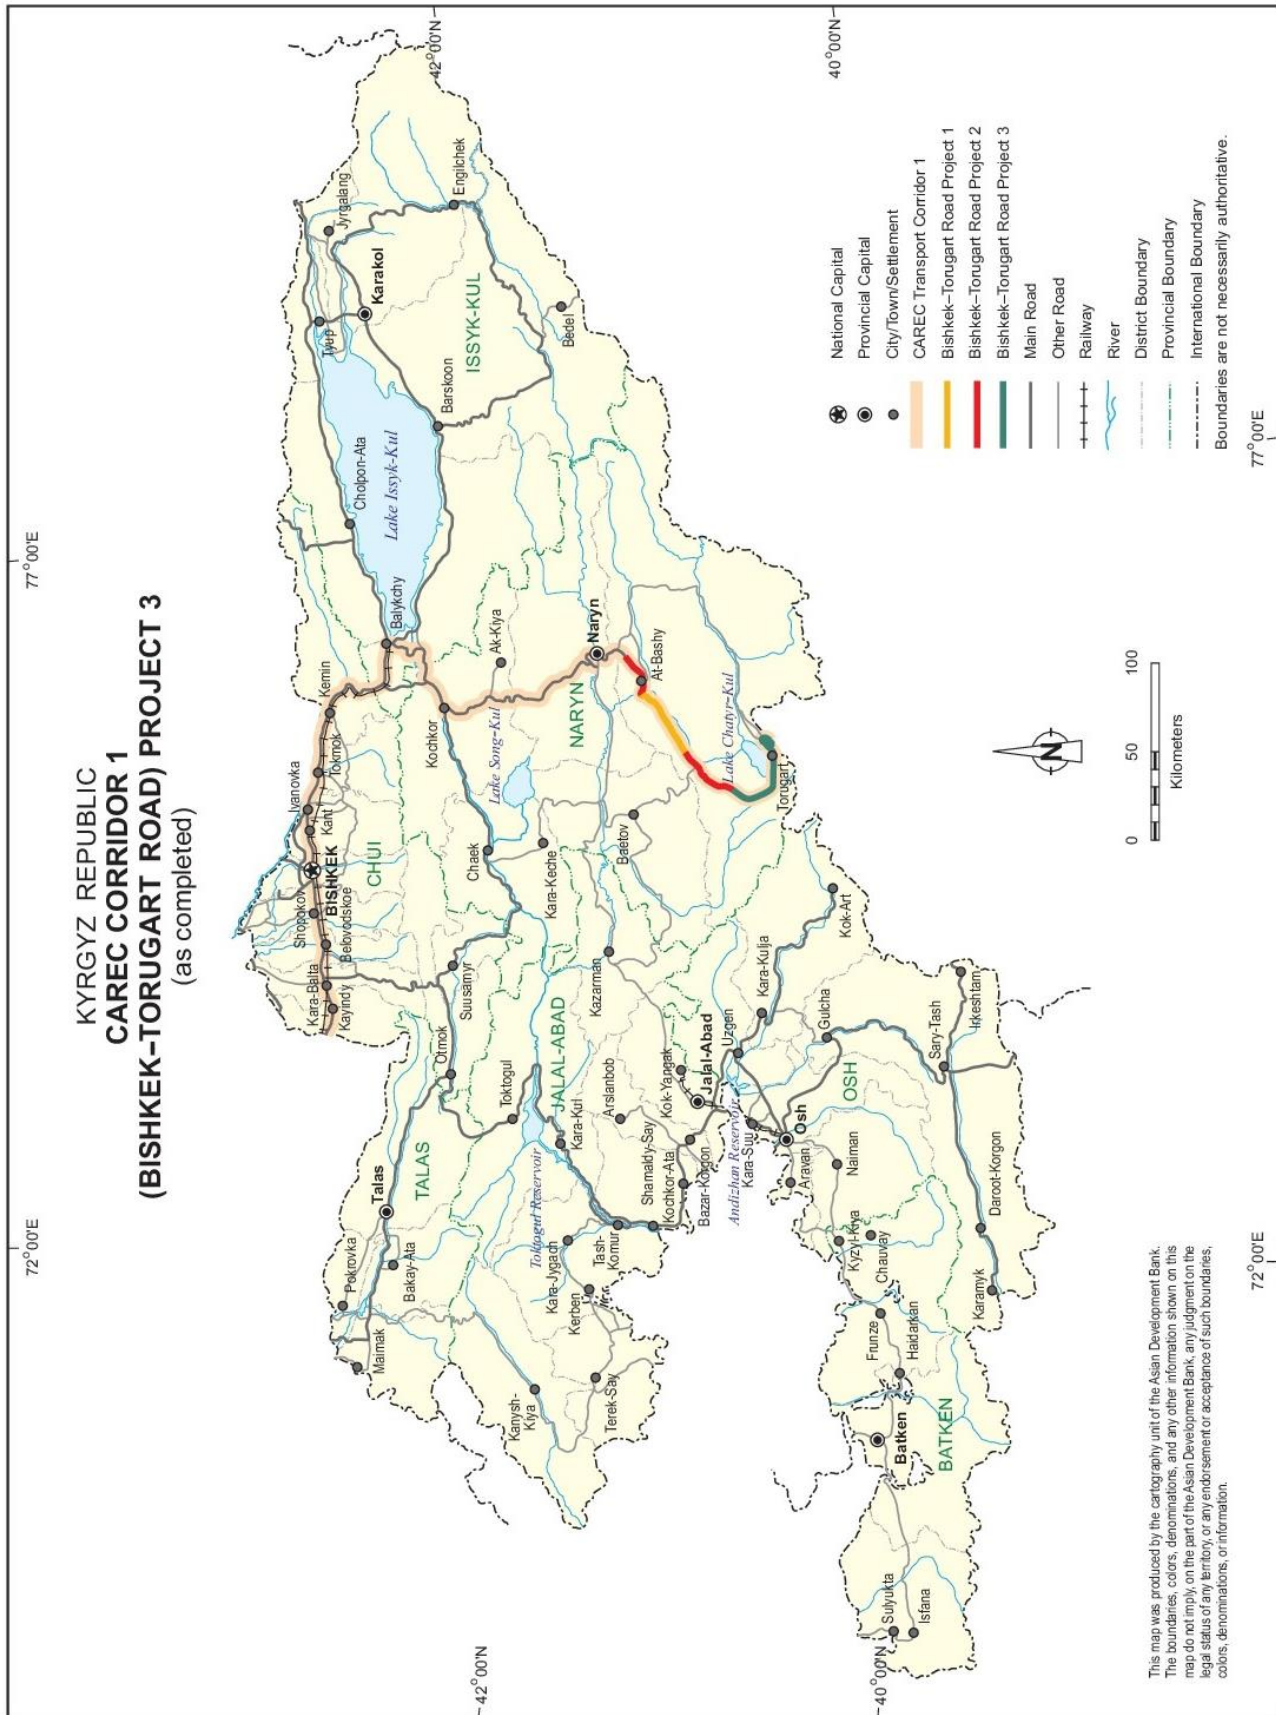 KYRGYZ REPUBLIC
CAREC CORRIDOR 1
(BISHKEK–TORUGART ROAD) PROJECT 3
(as completed)
72°00'E
77°00'E
42°00'N
42°00'N
40°00'N
40°00'N
72°00'E
77°00'E
Pokrovka
Maimak
Talas
Bakay-Ata
TALAS
Kara-Balta
Kayindy
Shopokov
Belovodskoe
BISHKEK
Ivanovka
Kant
Tokmok
Kemin
CHUI
Otmok
Suusamyr
Kochkor
Balykchy
Cholpon-Ata
Lake Issyk-Kul
Tyup
Jyrgalang
Karakol
Barskoon
ISSYK-KUL
Engilchek
Bedel
Toktogul
Toktogul Reservoir
JALAL-ABAD
Kara-Kul
Chaek
Kara-Keche
Lake Song-Kul
Ak-Kiya
NARYN
Naryn
At-Bashy
Kanysh-
Kiya
Terek-Say
Kerben
Kara-Jygach
Tash-
Komur
Shamaldy-Say
Kochkor-Ata
Bazar-Korgon
Arslanbob
Kok-Yangak
Jalal-Abad
Kazarman
Baetov
Lake Chatyr-Kul
Torugart
Andizhan Reservoir
Kara-Suu
Uzgen
Kara-Kulja
Kok-Art
Osh
Aravan
Naiman
OSH
Gulcha
Kyzyl-Kiya
Chauvay
Frunze
Haidarkan
Batken
BATKEN
Sulyukta
Isfana
Sary-Tash
Irkeshtam
Daroot-Korgon
Karamyk
N
0
50
100
Kilometers
National Capital
Provincial Capital
City/Town/Settlement
CAREC Transport Corridor 1
Bishkek–Torugart Road Project 1
Bishkek–Torugart Road Project 2
Bishkek–Torugart Road Project 3
Main Road
Other Road
Railway
River
District Boundary
Provincial Boundary
International Boundary
Boundaries are not necessarily authoritative.
This map was produced by the cartography unit of the Asian Development Bank.
The boundaries, colors, denominations, and any other information shown on this
map do not imply, on the part of the Asian Development Bank, any judgment on the
legal status of any territory, or any endorsement or acceptance of such boundaries,
colors, denominations, or information.